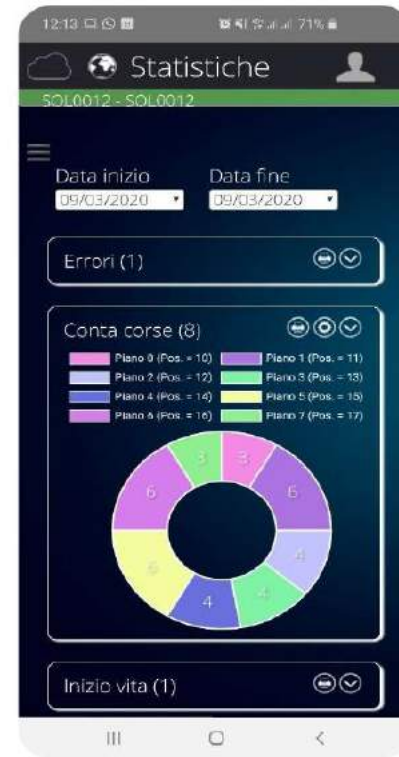 12:13 71%
Statistiche
SOL0012 - SOL0012
Data inizio Data fine
09/03/2020 09/03/2020
Errori (1)
Conta corse (8)
Piano 0 (Pos. = 10) Piano 1 (Pos. = 11)
Piano 2 (Pos. = 12) Piano 3 (Pos. = 13)
Piano 4 (Pos. = 14) Piano 5 (Pos. = 15)
Piano 6 (Pos. = 16) Piano 7 (Pos. = 17)
3 3
6 6
4
6 4
4
Inizio vita (1)